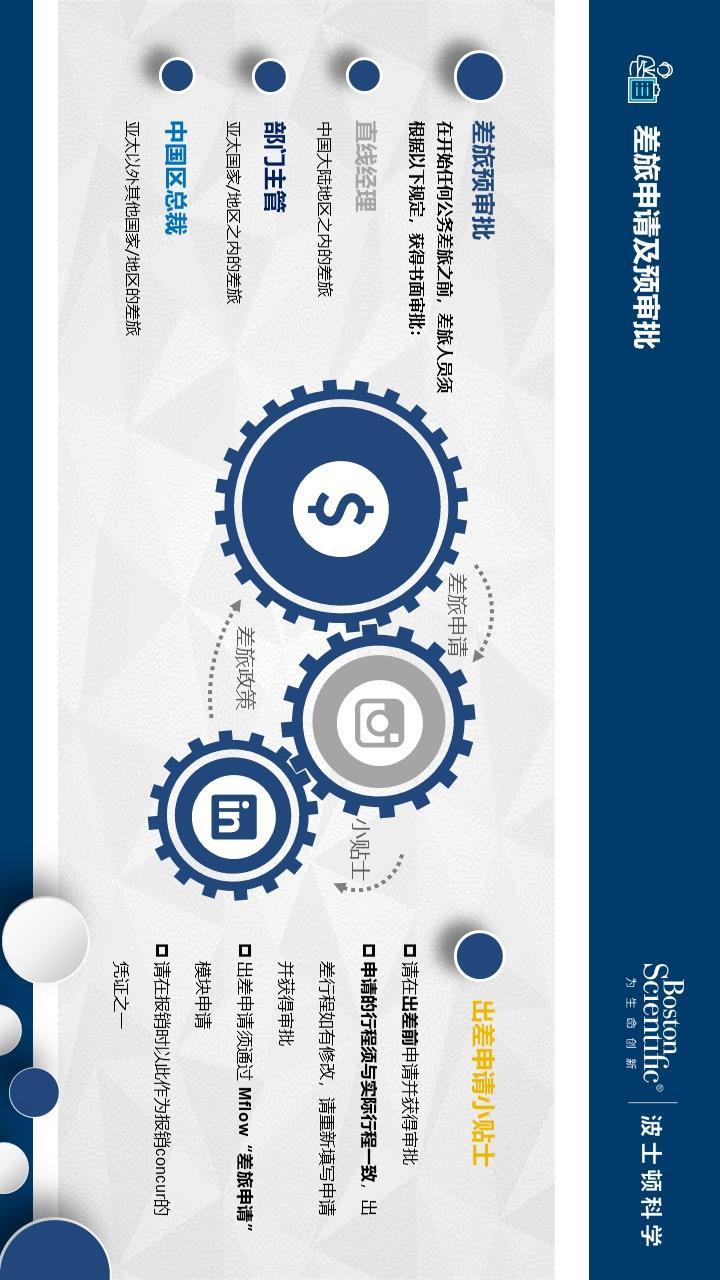 差旅申请及预审批
Boston
Scientific®
为生命创新
波士顿科学
差旅预审批
在开始任何公务差旅之前，差旅人员须
根据以下规定，获得书面审批：
直线经理
中国大陆地区之内的差旅
部门主管
亚太国家/地区之内的差旅
中国区总裁
亚太以外其他国家/地区的差旅
$
差旅申请
差旅政策
小贴士
in
出差申请小贴士
请在出差前申请并获得审批
申请的行程须与实际行程一致，出
差行程如有修改，请重新填写申请
并获得审批
出差申请须通过 Mflow “差旅申请”
模块申请
请在报销时以此作为报销concur的
凭证之一